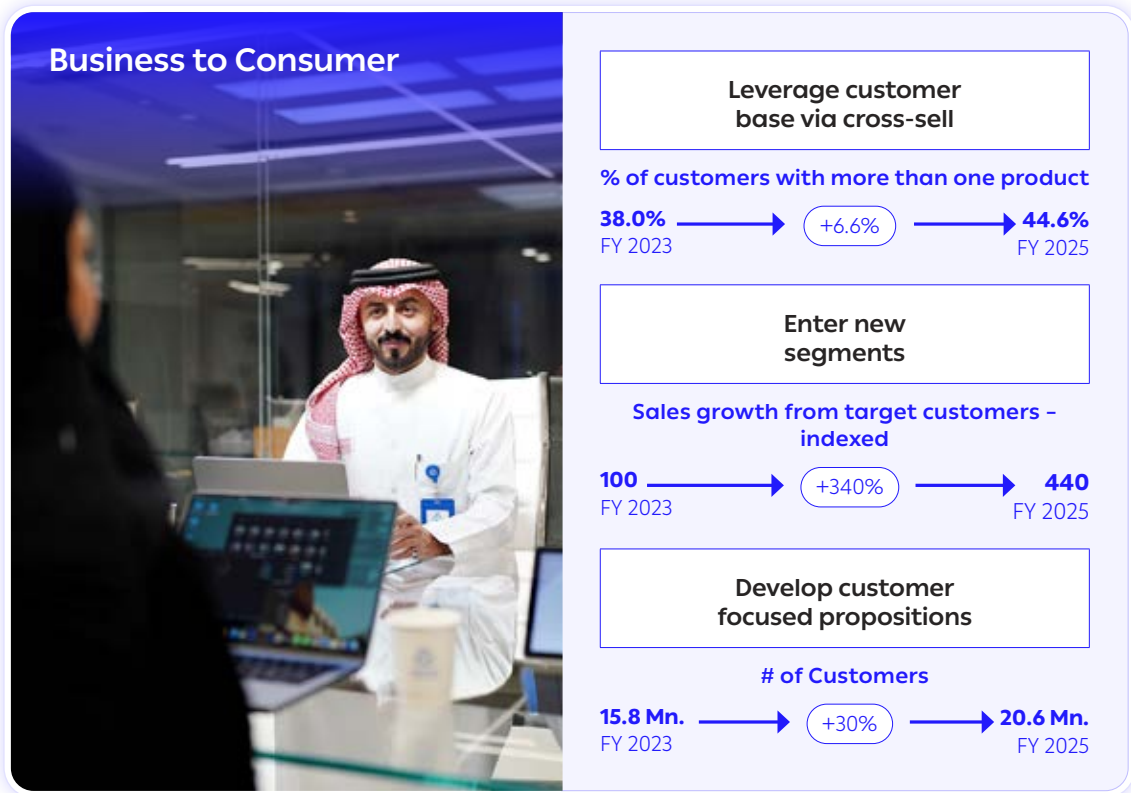 Business to Consumer
Leverage customer
base via cross-sell
% of customers with more than one product
38.0% +6.6% 44.6%
FY 2023 FY 2025
Enter new
segments
Sales growth from target customers –
indexed
100 +340% 440
FY 2023 FY 2025
Develop customer
focused propositions
# of Customers
15.8 Mn. +30% 20.6 Mn.
FY 2023 FY 2025